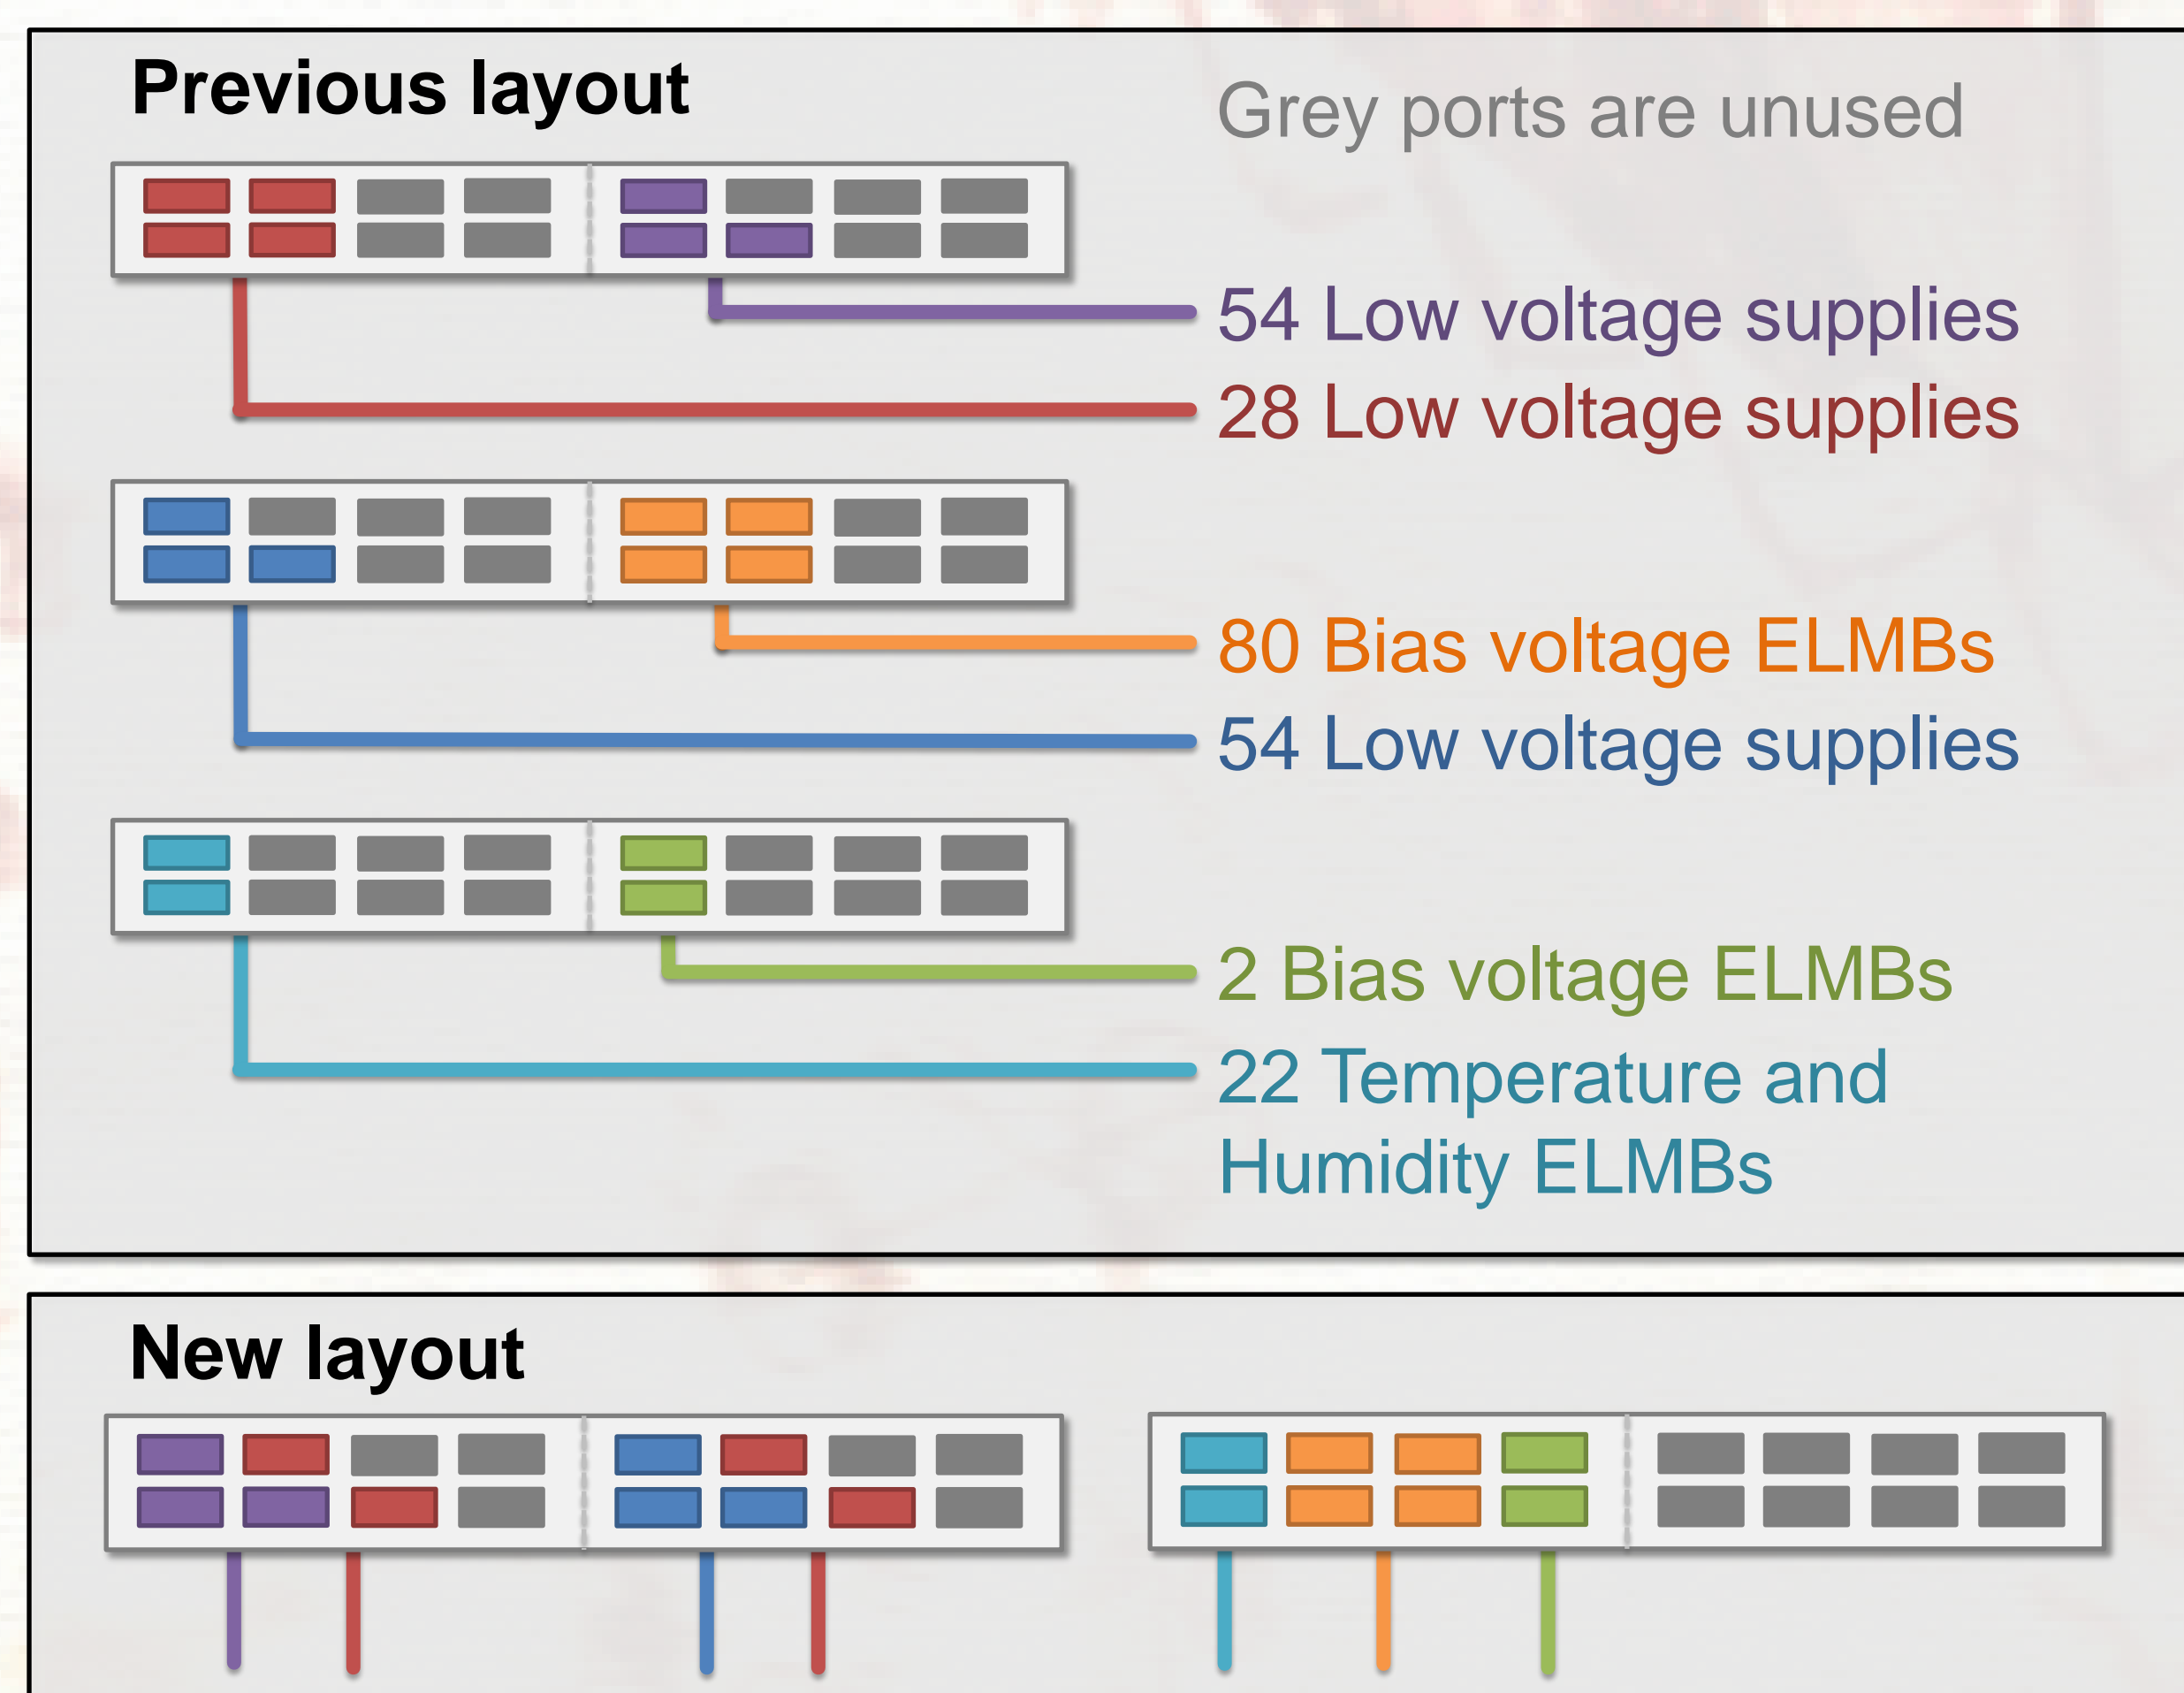 Previous layout
Grey ports are unused
54 Low voltage supplies
28 Low voltage supplies
80 Bias voltage ELMBs
54 Low voltage supplies
2 Bias voltage ELMBs
22 Temperature and
Humidity ELMBs
New layout